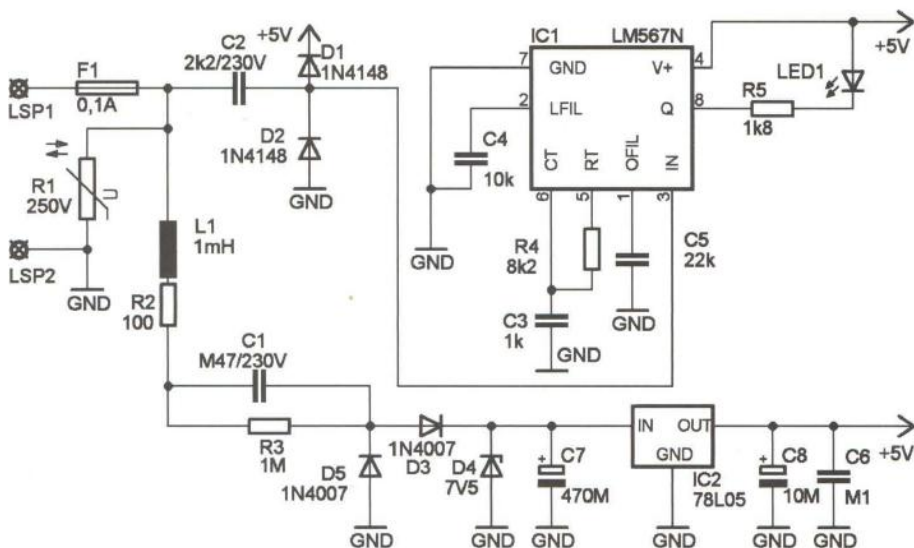 C2
2k2/230V
+5V
D1
1N4148
IC1
LM567N
+5V
LSP1
F1
0,1A
7
GND
V+
4
LED1
2
LFIL
Q
8
R5
1k8
D2
1N4148
C4
10k
CT
RT
OFIL
IN
6
5
1
3
R1
250V
U
GND
L1
1mH
R4
8k2
C5
22k
GND
LSP2
GND
R2
100
C3
1k
GND
GND
GND
C1
M47/230V
R3
1M
1N4007
D3
D5
1N4007
D4
7V5
+
C7
470M
IN
OUT
GND
IC2
78L05
+
C8
10M
C6
M1
+5V
GND
GND
GND
GND
GND
GND